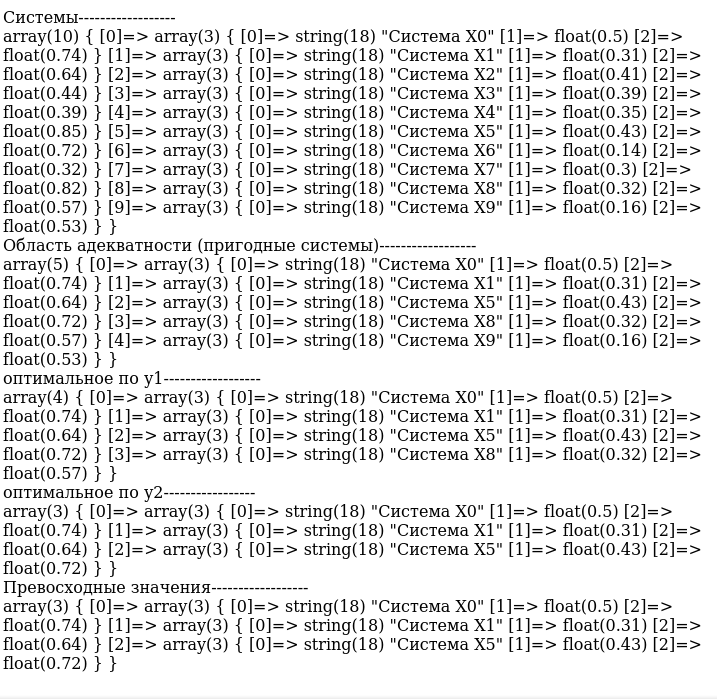 Системы------------------
array(10) { [0]=> array(3) { [0]=> string(18) "Система X0" [1]=> float(0.5) [2]=>
float(0.74) } [1]=> array(3) { [0]=> string(18) "Система X1" [1]=> float(0.31) [2]=>
float(0.64) } [2]=> array(3) { [0]=> string(18) "Система X2" [1]=> float(0.41) [2]=>
float(0.44) } [3]=> array(3) { [0]=> string(18) "Система X3" [1]=> float(0.39) [2]=>
float(0.39) } [4]=> array(3) { [0]=> string(18) "Система X4" [1]=> float(0.35) [2]=>
float(0.85) } [5]=> array(3) { [0]=> string(18) "Система X5" [1]=> float(0.43) [2]=>
float(0.72) } [6]=> array(3) { [0]=> string(18) "Система X6" [1]=> float(0.14) [2]=>
float(0.32) } [7]=> array(3) { [0]=> string(18) "Система X7" [1]=> float(0.3) [2]=>
float(0.82) } [8]=> array(3) { [0]=> string(18) "Система X8" [1]=> float(0.32) [2]=>
float(0.57) } [9]=> array(3) { [0]=> string(18) "Система X9" [1]=> float(0.16) [2]=>
float(0.53) } }
Область адекватности (пригодные системы)------------------
array(5) { [0]=> array(3) { [0]=> string(18) "Система X0" [1]=> float(0.5) [2]=>
float(0.74) } [1]=> array(3) { [0]=> string(18) "Система X1" [1]=> float(0.31) [2]=>
float(0.64) } [2]=> array(3) { [0]=> string(18) "Система X5" [1]=> float(0.43) [2]=>
float(0.72) } [3]=> array(3) { [0]=> string(18) "Система X8" [1]=> float(0.32) [2]=>
float(0.57) } [4]=> array(3) { [0]=> string(18) "Система X9" [1]=> float(0.16) [2]=>
float(0.53) } }
оптимальное по y1------------------
array(4) { [0]=> array(3) { [0]=> string(18) "Система X0" [1]=> float(0.5) [2]=>
float(0.74) } [1]=> array(3) { [0]=> string(18) "Система X1" [1]=> float(0.31) [2]=>
float(0.64) } [2]=> array(3) { [0]=> string(18) "Система X5" [1]=> float(0.43) [2]=>
float(0.72) } [3]=> array(3) { [0]=> string(18) "Система X8" [1]=> float(0.32) [2]=>
float(0.57) } }
оптимальное по y2-----------------
array(3) { [0]=> array(3) { [0]=> string(18) "Система X0" [1]=> float(0.5) [2]=>
float(0.74) } [1]=> array(3) { [0]=> string(18) "Система X1" [1]=> float(0.31) [2]=>
float(0.64) } [2]=> array(3) { [0]=> string(18) "Система X5" [1]=> float(0.43) [2]=>
float(0.72) } }
Превосходные значения------------------
array(3) { [0]=> array(3) { [0]=> string(18) "Система X0" [1]=> float(0.5) [2]=>
float(0.74) } [1]=> array(3) { [0]=> string(18) "Система X1" [1]=> float(0.31) [2]=>
float(0.64) } [2]=> array(3) { [0]=> string(18) "Система X5" [1]=> float(0.43) [2]=>
float(0.72) } }